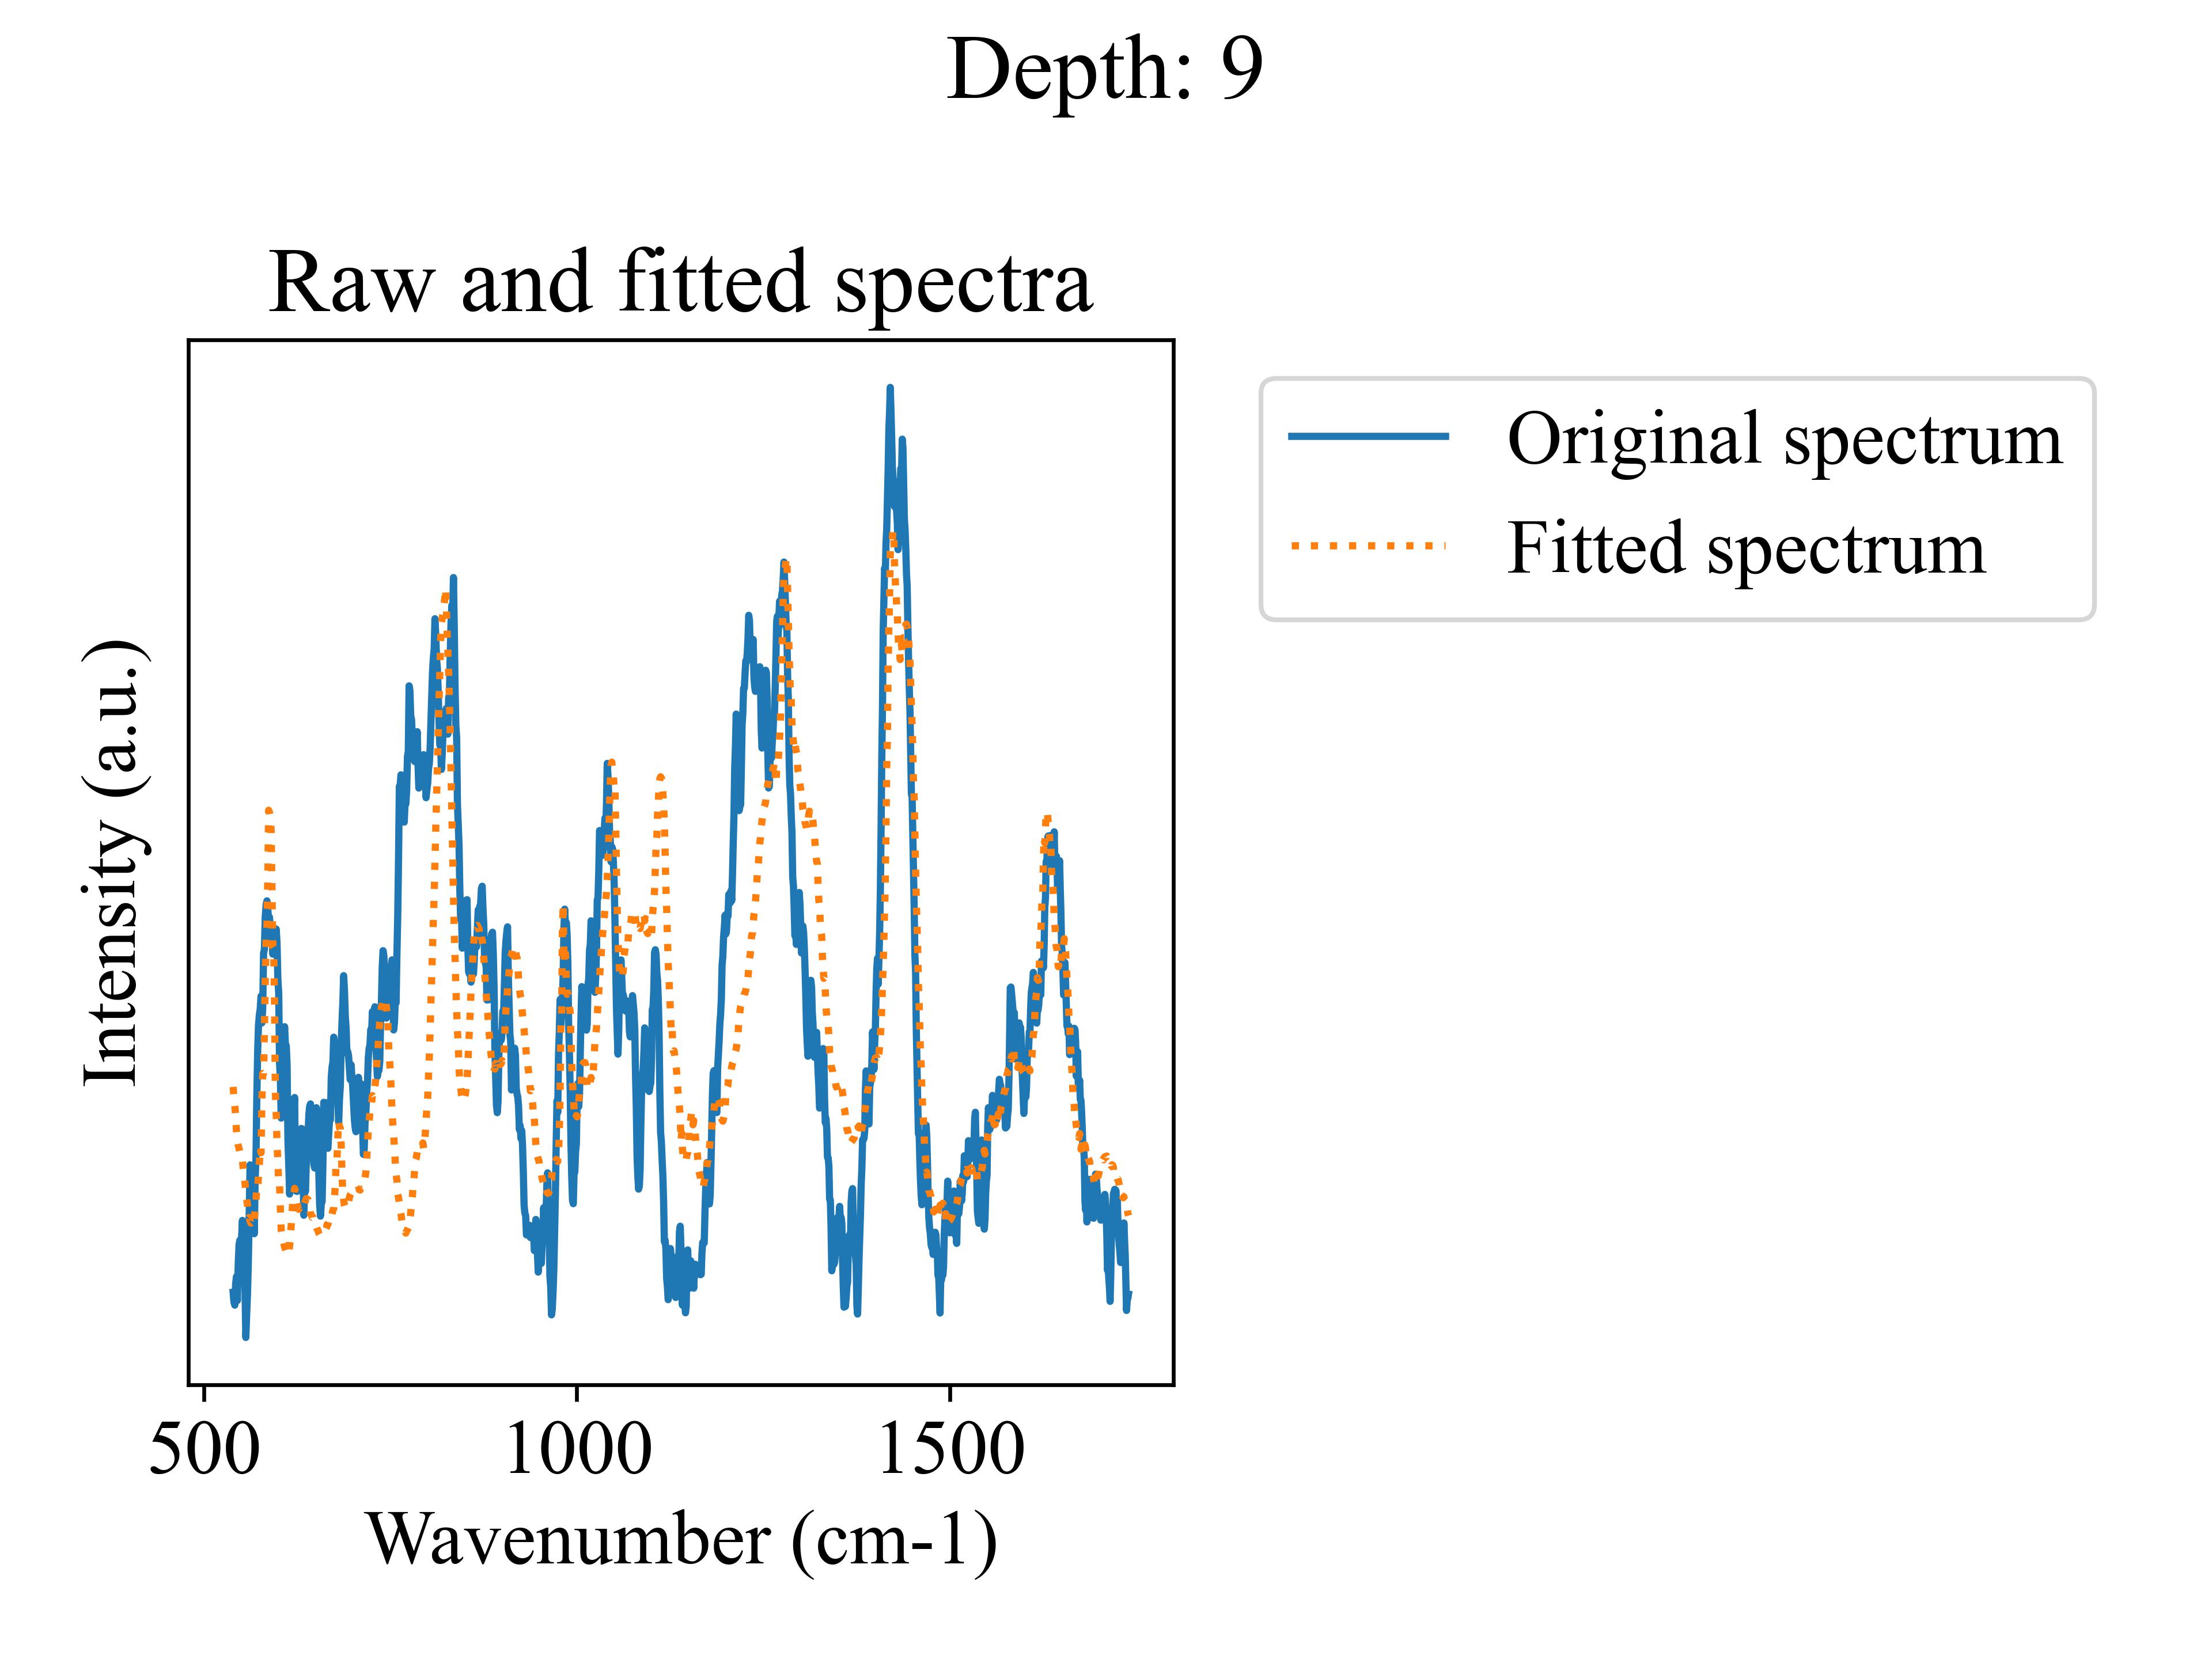 Depth: 9
Raw and fitted spectra
Original spectrum
Fitted spectrum
Intensity (a.u.)
500 1000 1500
Wavenumber (cm-1)